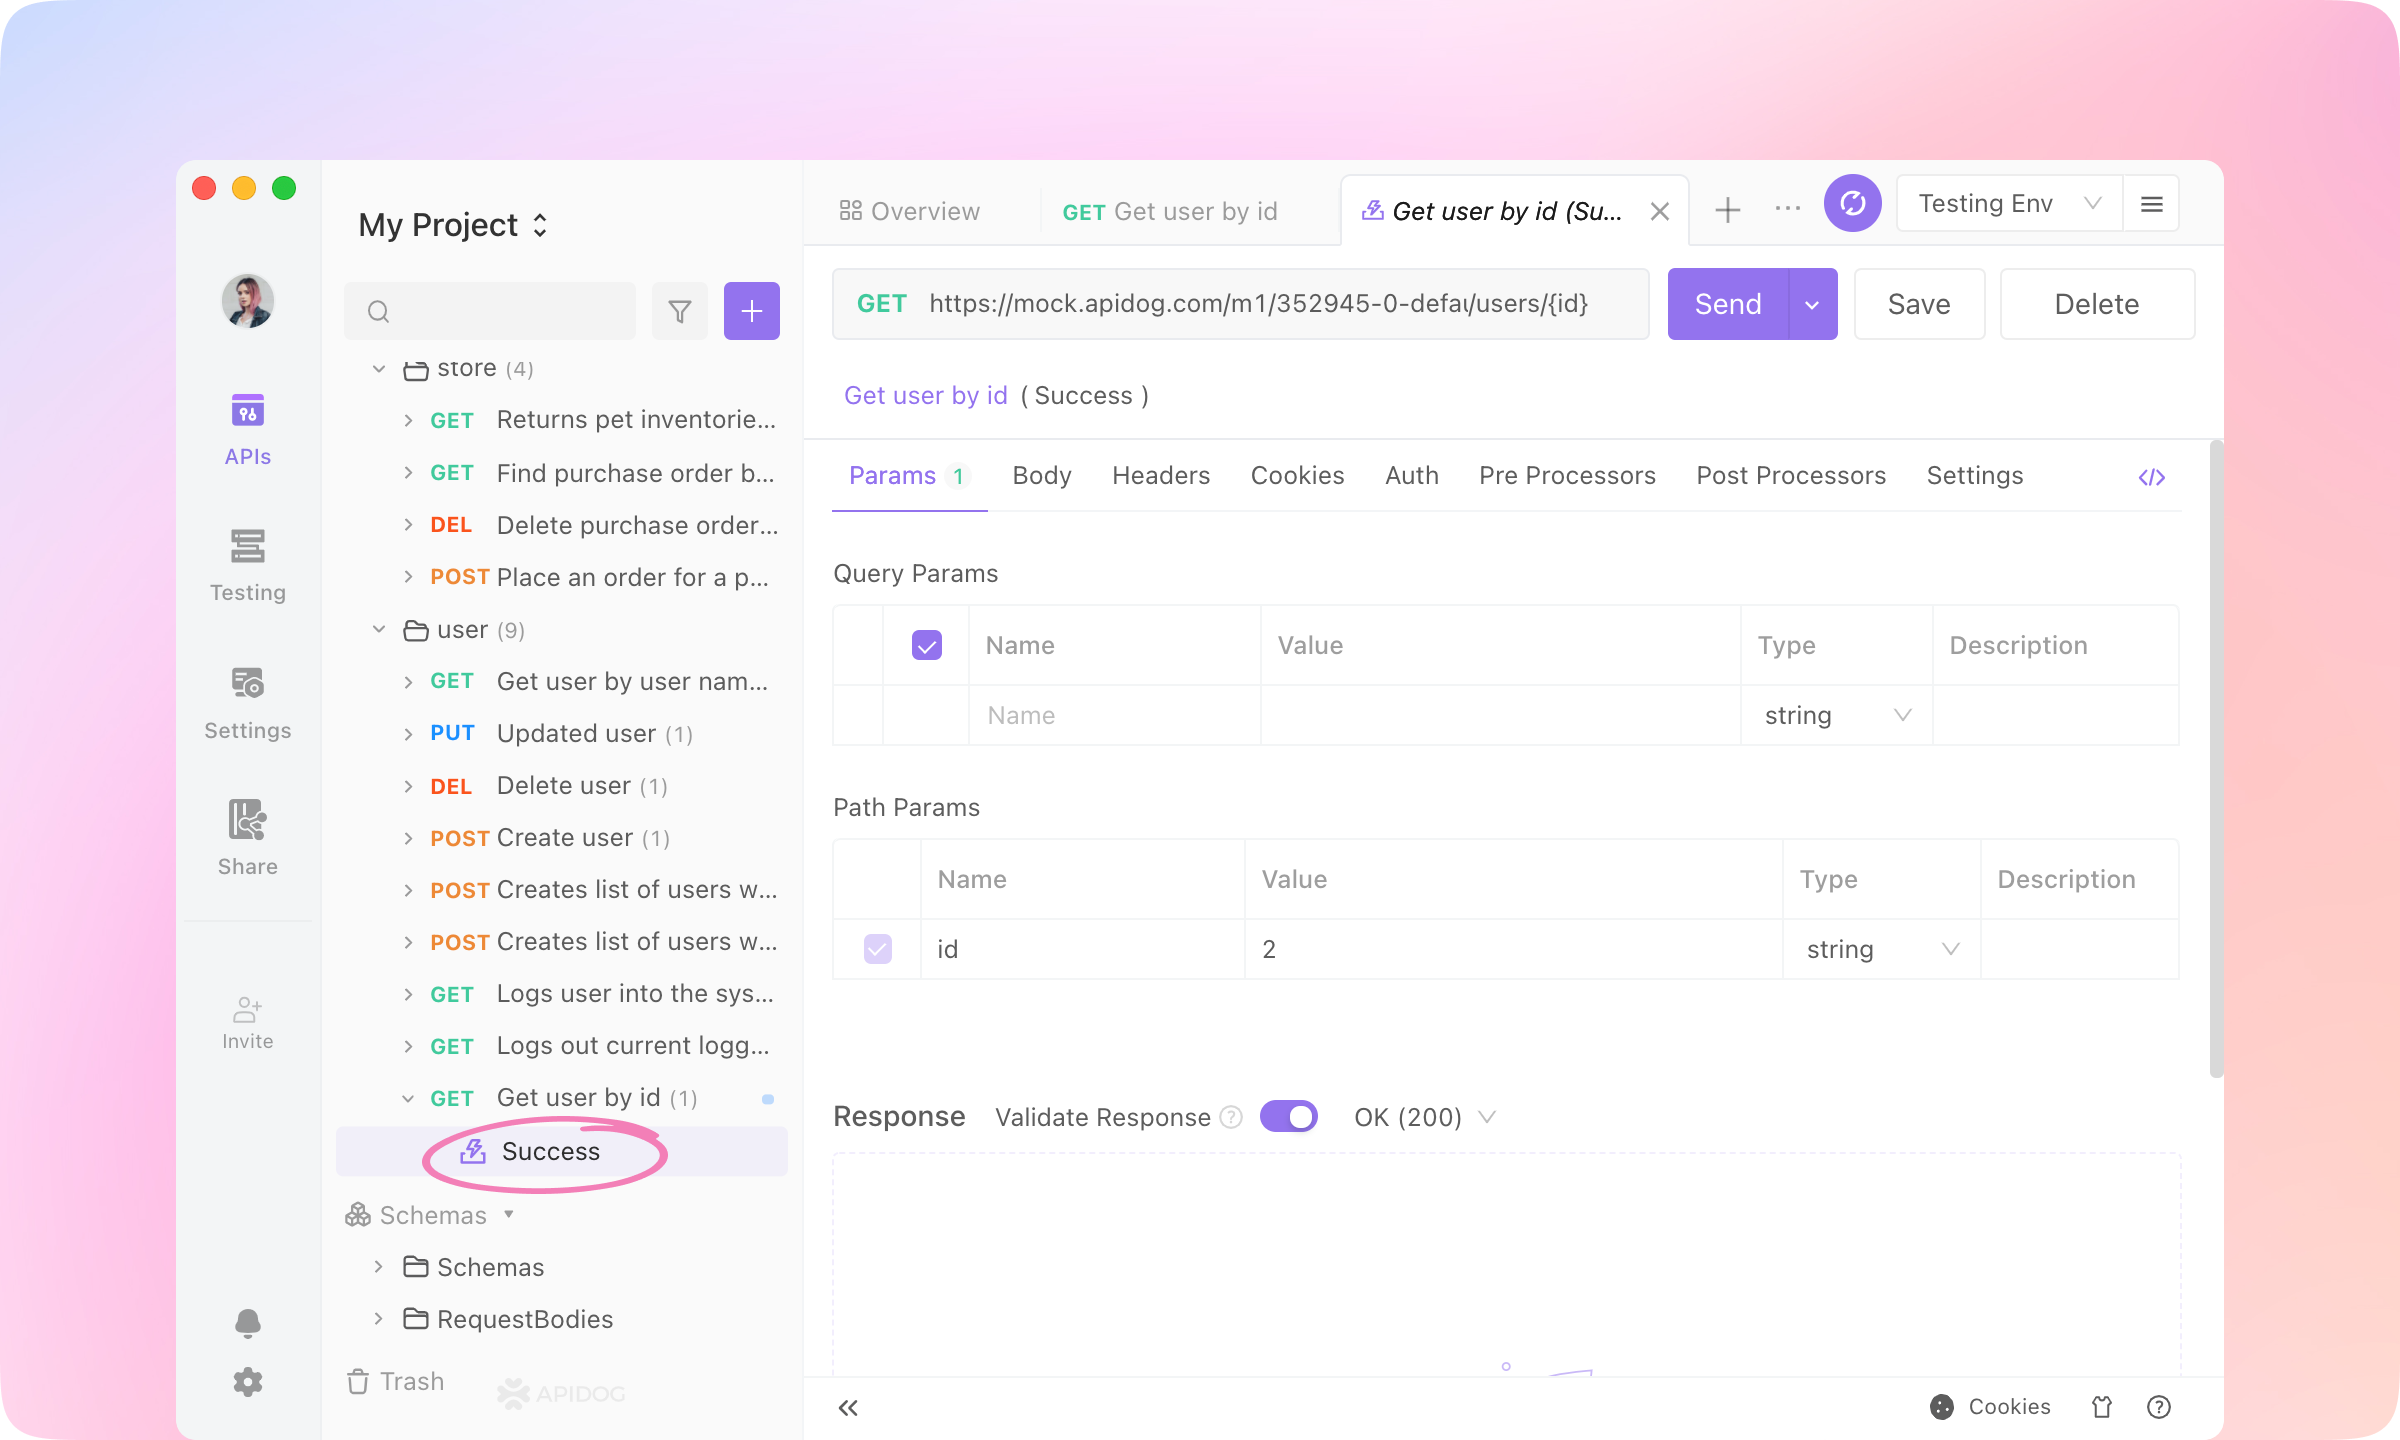 My Project
APIs
Testing
Settings
Share
Invite
store (4)
GET Returns pet inventorie...
GET Find purchase order b...
DEL Delete purchase order...
POST Place an order for a p...
user (9)
GET Get user by user nam...
PUT Updated user (1)
DEL Delete user (1)
POST Create user (1)
POST Creates list of users w...
POST Creates list of users w...
GET Logs user into the sys...
GET Logs out current logg...
GET Get user by id (1)
Success
Schemas
Schemas
RequestBodies
Trash
APIDOG
Overview
GET Get user by id
Get user by id (Su...
Testing Env
GET https://mock.apidog.com/m1/352945-0-defau/users/{id}
Send
Save
Delete
Get user by id ( Success )
Params 1
Body
Headers
Cookies
Auth
Pre Processors
Post Processors
Settings
Query Params
Name Value Type Description
Name string
Path Params
Name Value Type Description
id 2 string
Response Validate Response ? OK (200)
Cookies ?